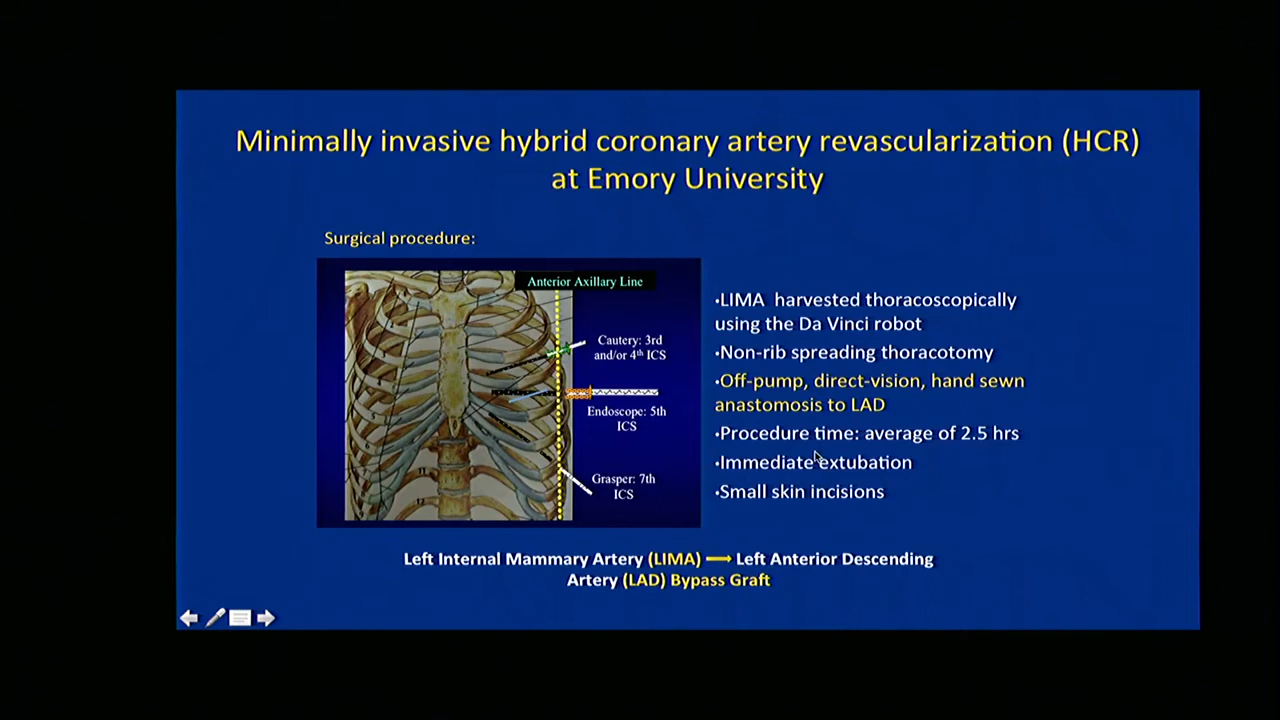 Minimally invasive hybrid coronary artery revascularization (HCR)
at Emory University
Surgical procedure:
Anterior Axillary Line
Cautery: 3rd
and/or 4th ICS
Endoscope: 5th
ICS
Grasper: 7th
ICS
•LIMA harvested thoracoscopically
using the Da Vinci robot
•Non-rib spreading thoracotomy
•Off-pump, direct-vision, hand sewn
anastomosis to LAD
•Procedure time: average of 2.5 hrs
•Immediate extubation
•Small skin incisions
Left Internal Mammary Artery (LIMA) ⟹ Left Anterior Descending
Artery (LAD) Bypass Graft